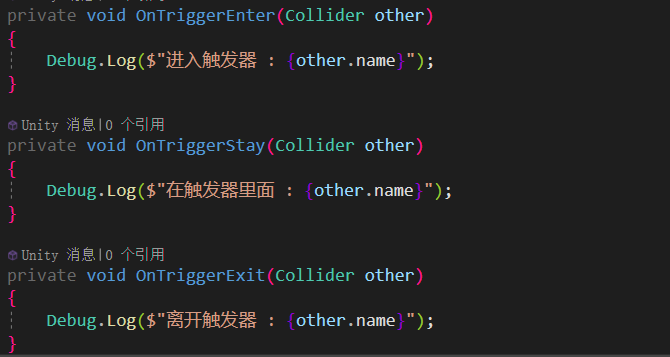 private void OnTriggerEnter(Collider other)
{
Debug.Log($"进入触发器 : {other.name}");
}
Unity 消息|0 个引用
private void OnTriggerStay(Collider other)
{
Debug.Log($"在触发器里面 : {other.name}");
}
Unity 消息|0 个引用
private void OnTriggerExit(Collider other)
{
Debug.Log($"离开触发器 : {other.name}");
}